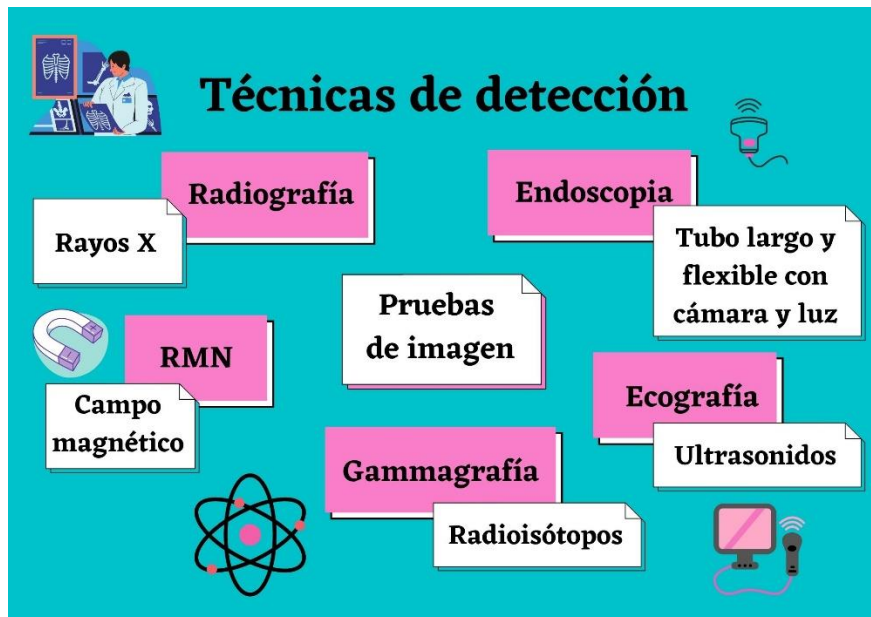 Técnicas de detección
Radiografía
Rayos X
Endoscopia
Tubo largo y
flexible con
cámara y luz
Pruebas
de imagen
RMN
Campo
magnético
Ecografía
Ultrasonidos
Gammagrafía
Radioisótopos